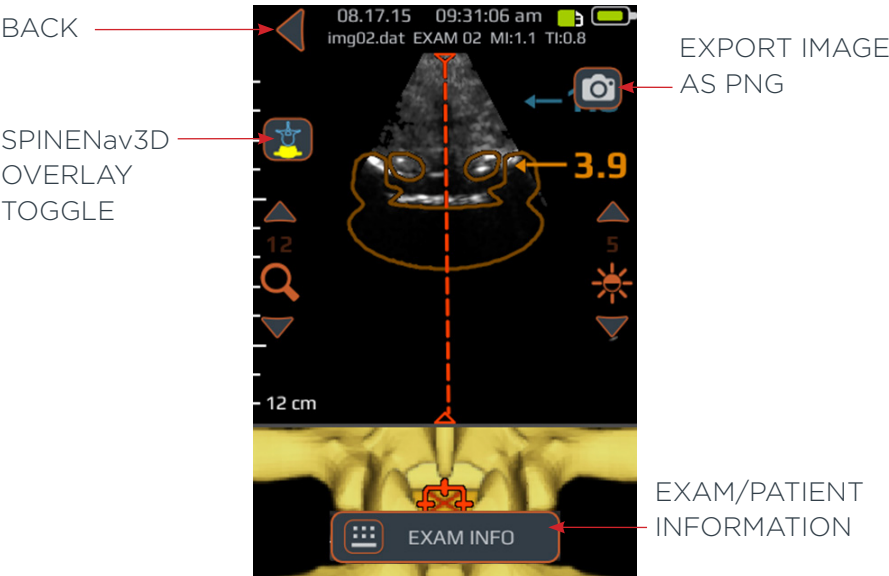 BACK
08.17.15 09:31:06 am
img02.dat EXAM 02 MI:1.1 TI:0.8
EXPORT IMAGE
AS PNG
SPINENav3D
OVERLAY
TOGGLE
3.9
12
5
12 cm
EXAM INFO
EXAM/PATIENT
INFORMATION